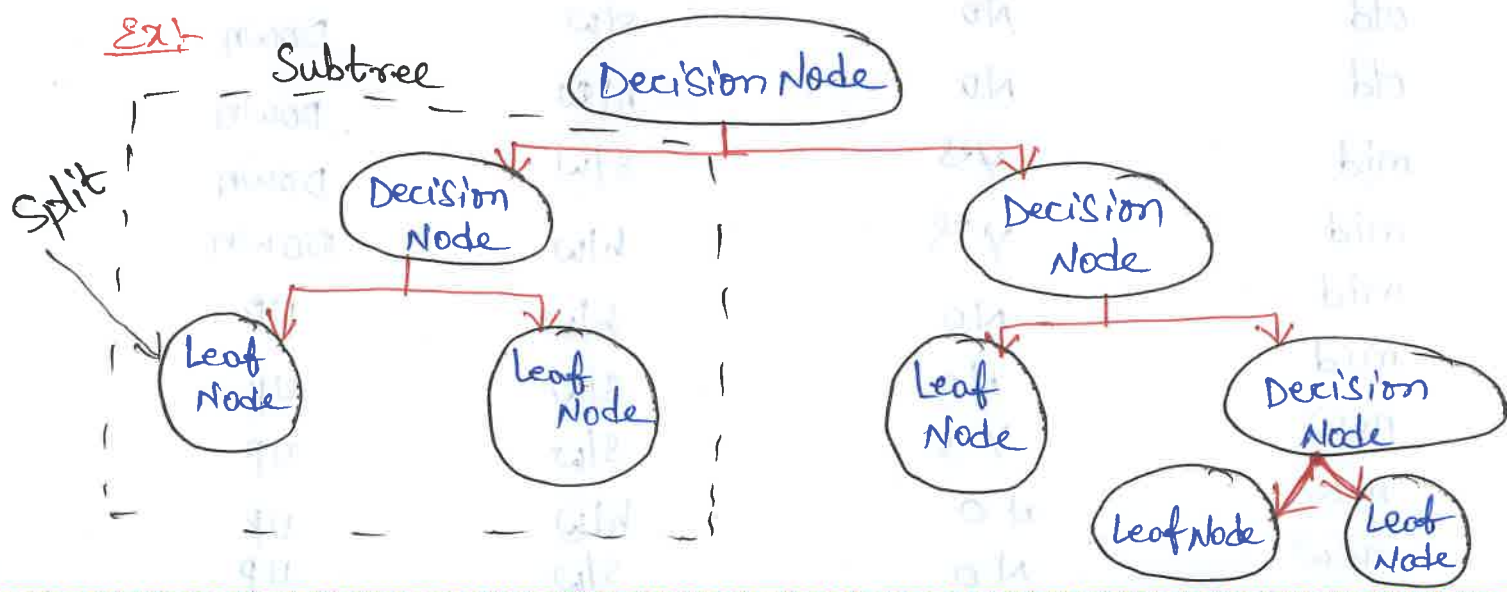 Ex:-
Subtree
Decision Node
Split
Decision
Node
Decision
Node
Leaf
Node
Leaf
Node
Leaf
Node
Decision
Node
Leaf Node
Leaf
Node